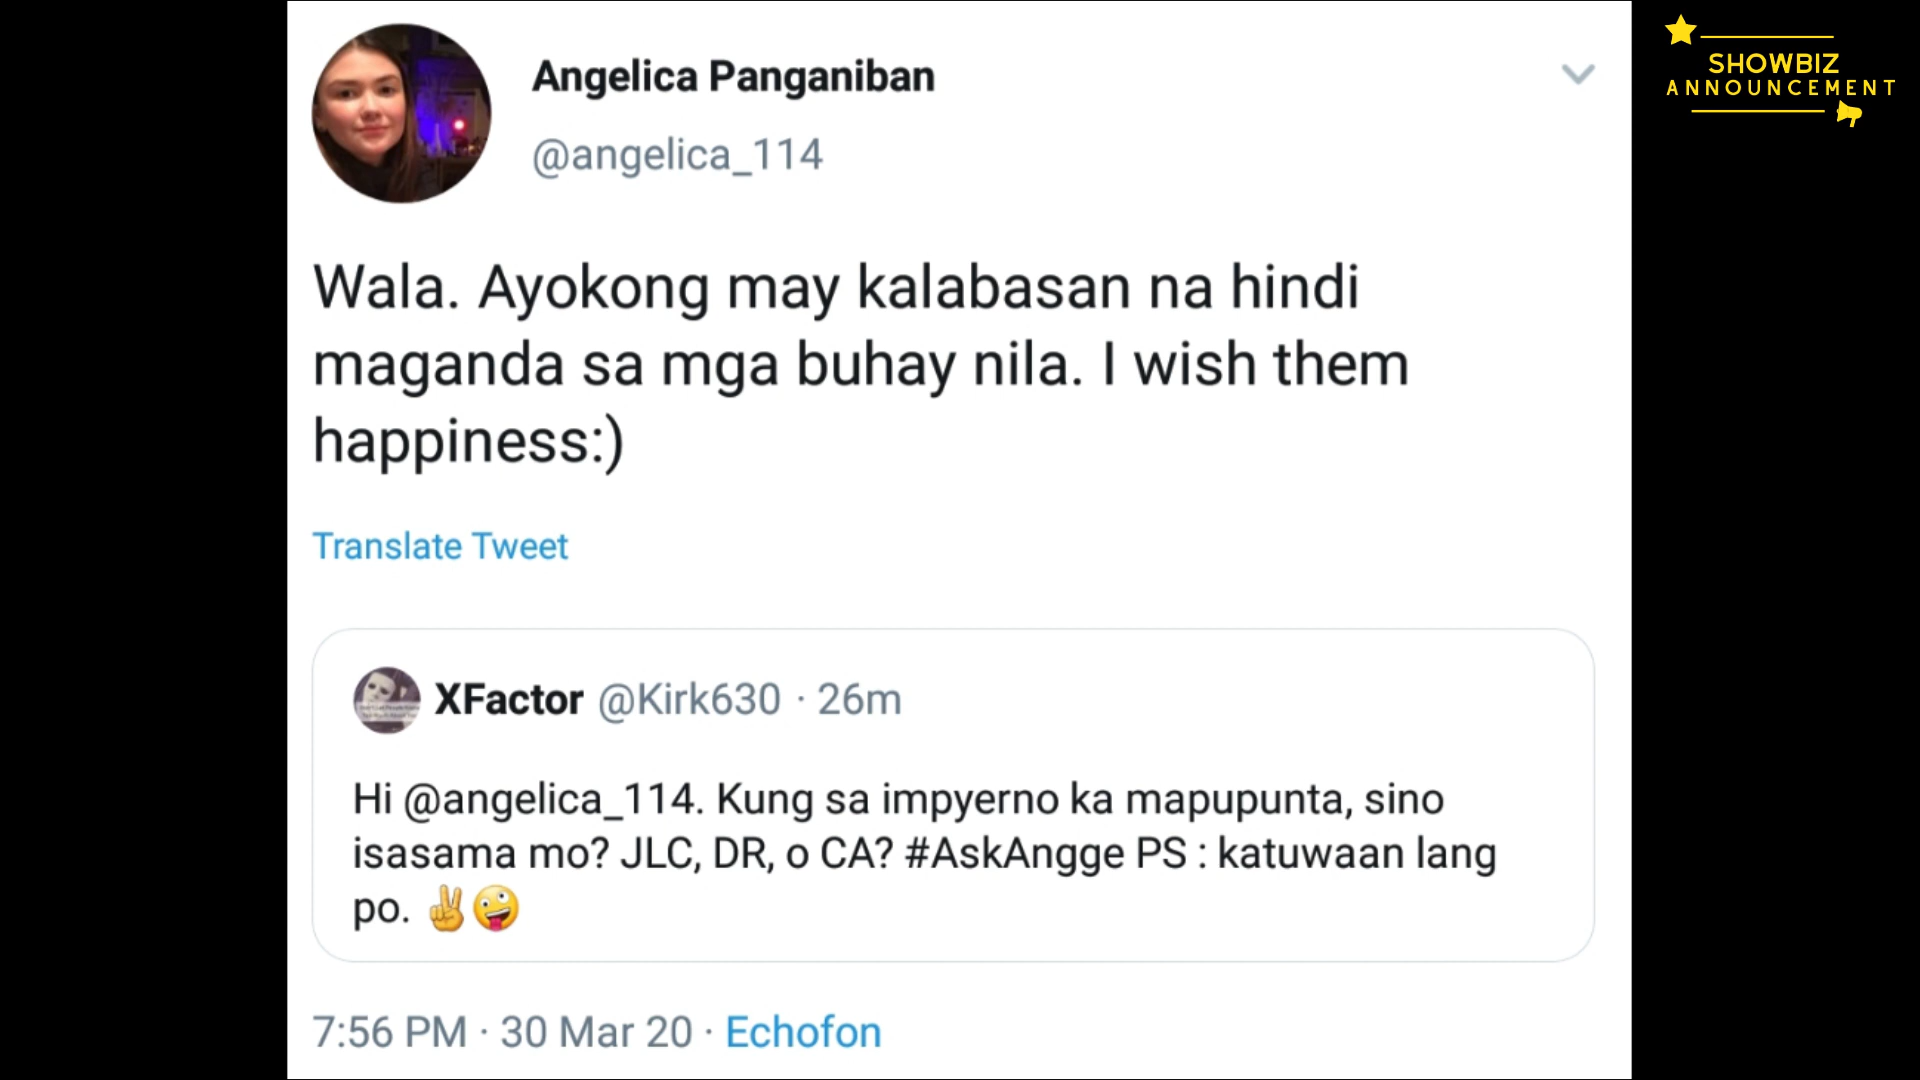 Angelica Panganiban
@angelica_114
Wala. Ayokong may kalabasan na hindi
maganda sa mga buhay nila. I wish them
happiness:)
Translate Tweet
XFactor @Kirk630 · 26m
Hi @angelica_114. Kung sa impyerno ka mapupunta, sino
isasama mo? JLC, DR, o CA? #AskAngge PS : katuwaan lang
po. ✌️🤪
7:56 PM · 30 Mar 20 · Echofon
SHOWBIZ
ANNOUNCEMENT